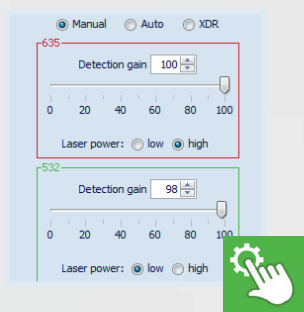 Manual Auto XDR
635
Detection gain 100
0 20 40 60 80 100
Laser power: low high
532
Detection gain 98
0 20 40 60 80 100
Laser power: low high